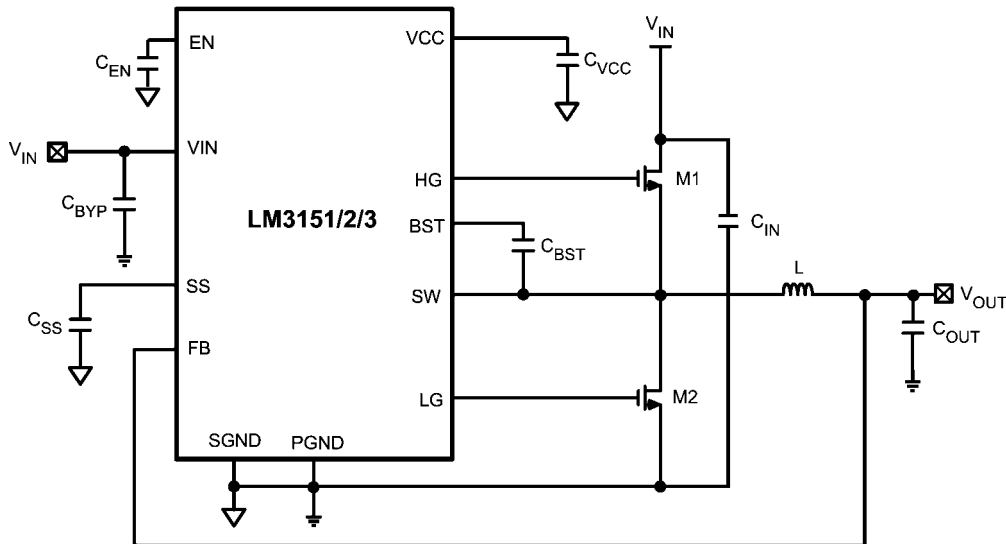 EN
VCC
V_IN
C_EN
C_VCC
V_IN
VIN
HG
M1
C_BYP
LM3151/2/3
BST
C_BST
C_IN
SS
SW
L
V_OUT
C_SS
FB
C_OUT
LG
M2
SGND
PGND